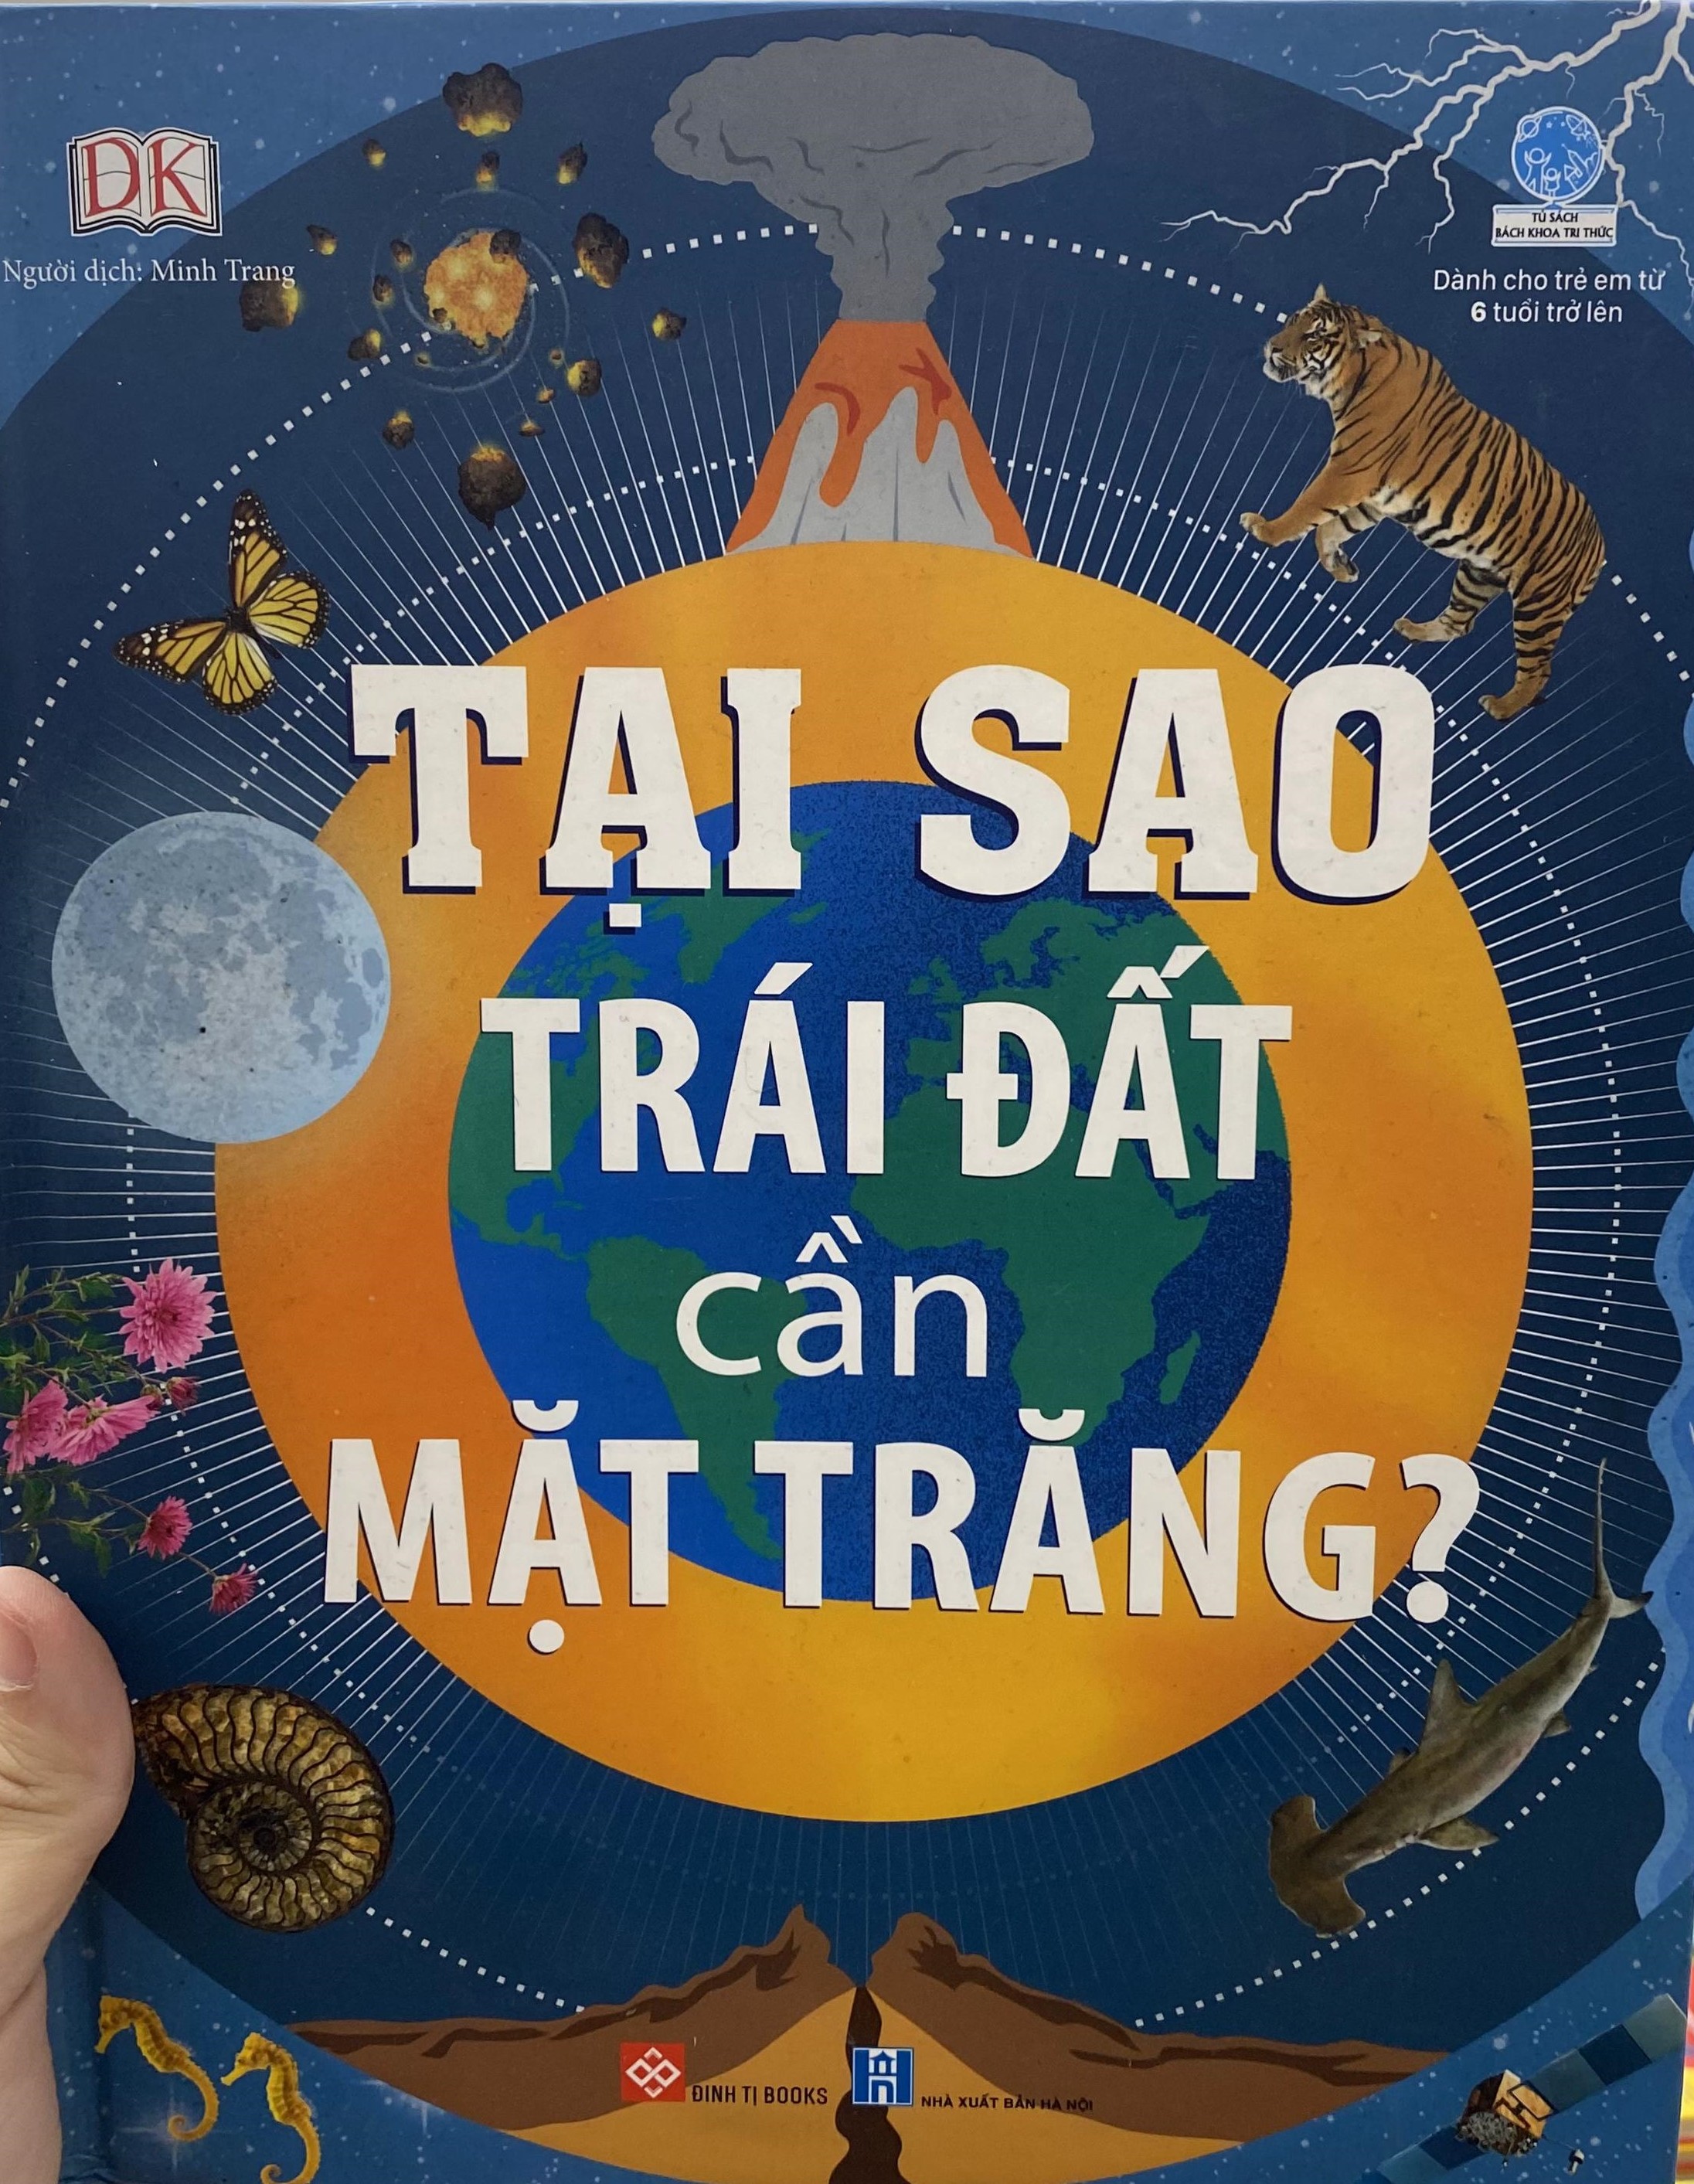 DK
Người dịch: Minh Trang
TỦ SÁCH
BÁCH KHOA TRI THỨC
Dành cho trẻ em từ
6 tuổi trở lên
TẠI SAO
TRÁI ĐẤT
cần
MẶT TRĂNG?
ĐINH TỊ BOOKS
NHÀ XUẤT BẢN HÀ NỘI